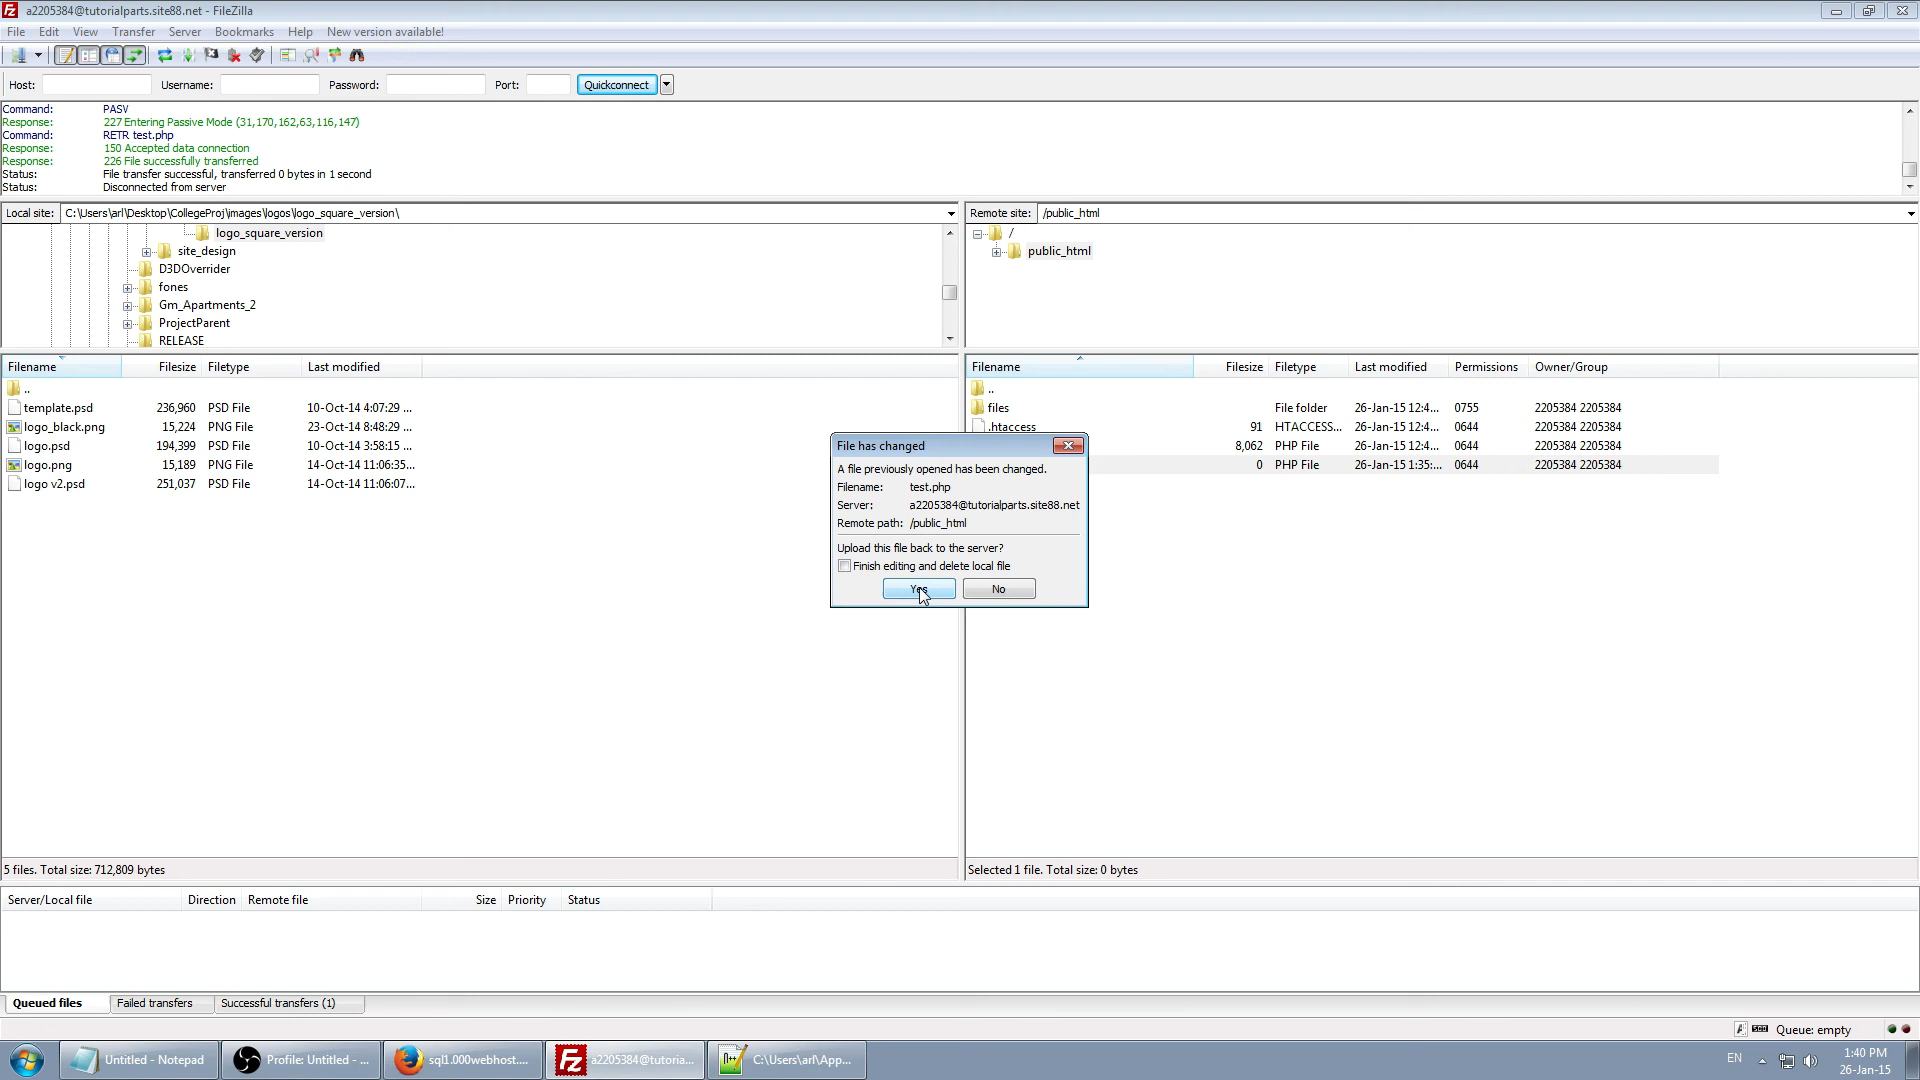 a2205384@tutorialparts.site88.net - FileZilla
File Edit View Transfer Server Bookmarks Help New version available!
Host: Username: Password: Port: Quickconnect
Command: PASV
Response: 227 Entering Passive Mode (31,170,162,63,116,147)
Command: RETR test.php
Response: 150 Accepted data connection
Response: 226 File successfully transferred
Status: File transfer successful, transferred 0 bytes in 1 second
Status: Disconnected from server
Local site: C:\Users\arl\Desktop\CollegeProj\images\logos\logo_square_version\
logo_square_version
site_design
D3DOverrider
fones
Gm_Apartments_2
ProjectParent
RELEASE
Remote site: /public_html
/
public_html
Filename Filesize Filetype Last modified
..
template.psd 236,960 PSD File 10-Oct-14 4:07:29 ...
logo_black.png 15,224 PNG File 23-Oct-14 8:48:29 ...
logo.psd 194,399 PSD File 10-Oct-14 3:58:15 ...
logo.png 15,189 PNG File 14-Oct-14 11:06:35...
logo v2.psd 251,037 PSD File 14-Oct-14 11:06:07...
5 files. Total size: 712,809 bytes
Filename Filesize Filetype Last modified Permissions Owner/Group
..
files File folder 26-Jan-15 12:4... 0755 2205384 2205384
.htaccess 91 HTACCESS... 26-Jan-15 12:4... 0644 2205384 2205384
8,062 PHP File 26-Jan-15 12:4... 0644 2205384 2205384
0 PHP File 26-Jan-15 1:35:... 0644 2205384 2205384
Selected 1 file. Total size: 0 bytes
File has changed
A file previously opened has been changed.
Filename: test.php
Server: a2205384@tutorialparts.site88.net
Remote path: /public_html
Upload this file back to the server?
Finish editing and delete local file
Yes No
Server/Local file Direction Remote file Size Priority Status
Queued files Failed transfers Successful transfers (1)
Queue: empty
Untitled - Notepad
Profile: Untitled - ...
sql1.000webhost....
a2205384@tutoria...
C:\Users\arl\App...
EN
1:40 PM
26-Jan-15